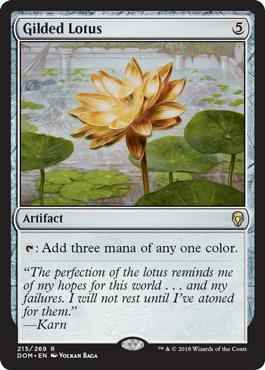 Gilded Lotus 5
Artifact
: Add three mana of any one color.
“The perfection of the lotus reminds me
of my hopes for this world . . . and my
failures. I will not rest until I’ve atoned
for them.”
—Karn
215/269 R
DOM • EN VOLKAN BAGA
™ & © 2018 Wizards of the Coast